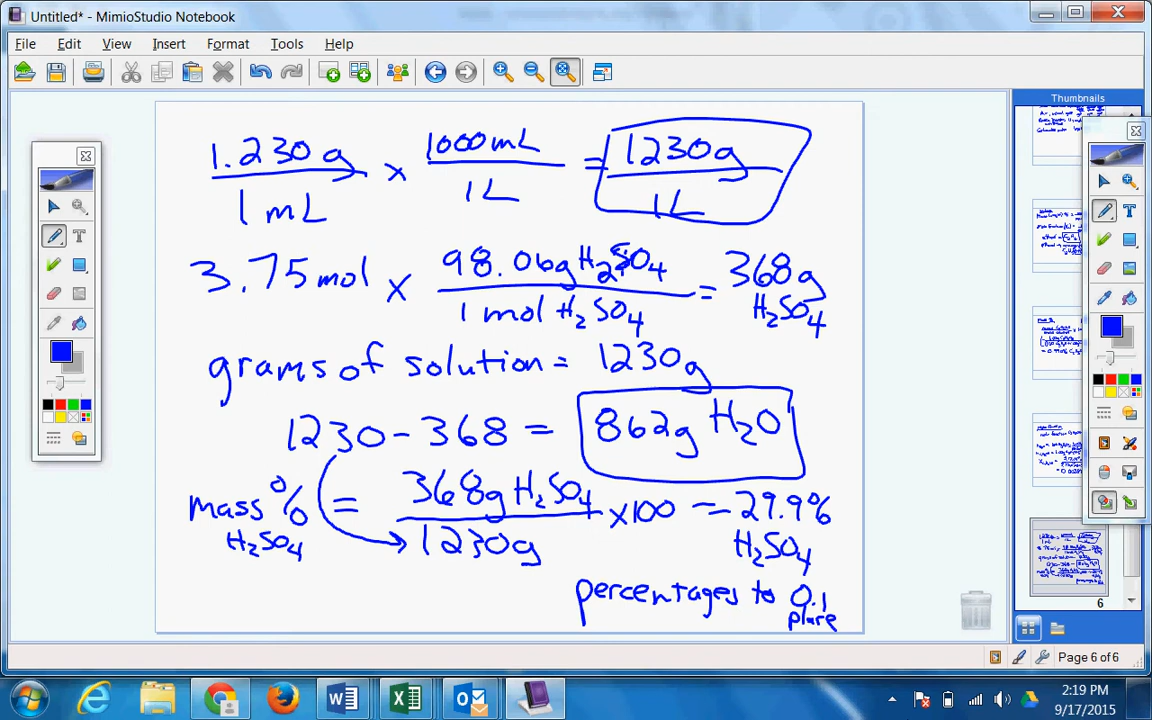 Untitled* - MimioStudio Notebook
File Edit View Insert Format Tools Help
Thumbnails
1.230 g / 1 mL × 1000 mL / 1 L = 1230 g / 1 L
3.75 mol × 98.06 g H2SO4 / 1 mol H2SO4 = 368 g H2SO4
grams of solution = 1230 g
1230 - 368 = 862 g H2O
mass % H2SO4 = 368 g H2SO4 / 1230 g × 100 = 29.9% H2SO4
percentages to 0.1 place
6
Page 6 of 6
2:19 PM
9/17/2015